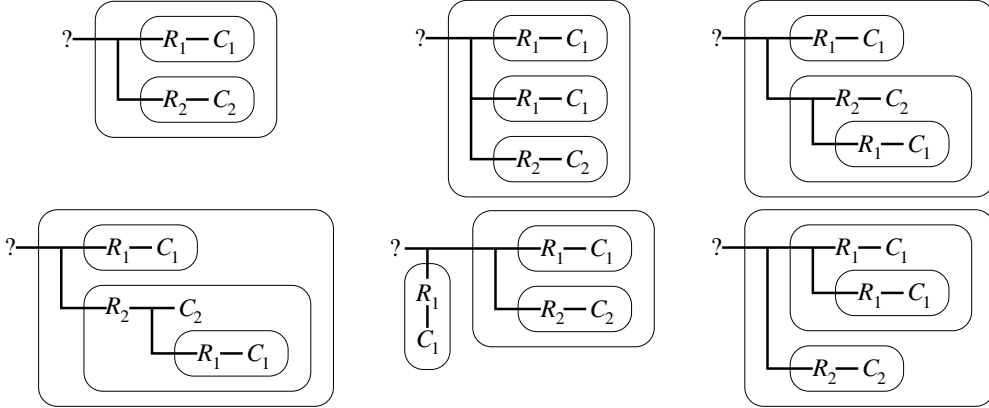 ? R₁ C₁ ? R₁ C₁ ? R₁ C₁
R₂ C₂ R₁ C₁ R₂ C₂
R₁ C₁
R₂ C₂
? R₁ C₁ ? R₁ C₁ ? R₁ C₁
R₁ R₁ C₁
R₂ C₂ R₂ C₂
C₁
R₁ C₁
R₂ C₂